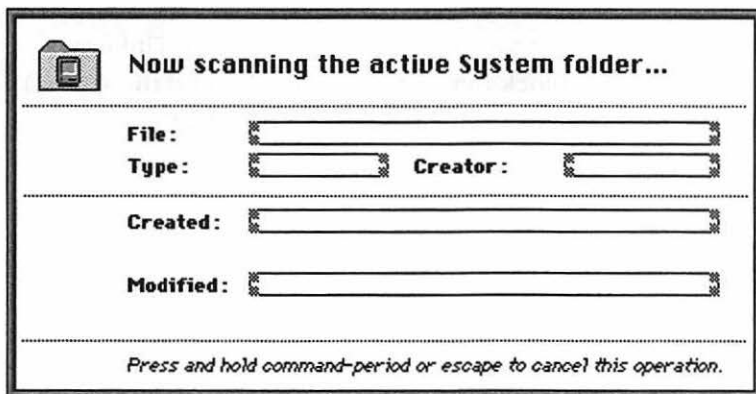 Now scanning the active System folder...
File:
Type: Creator:
Created:
Modified:
Press and hold command-period or escape to cancel this operation.